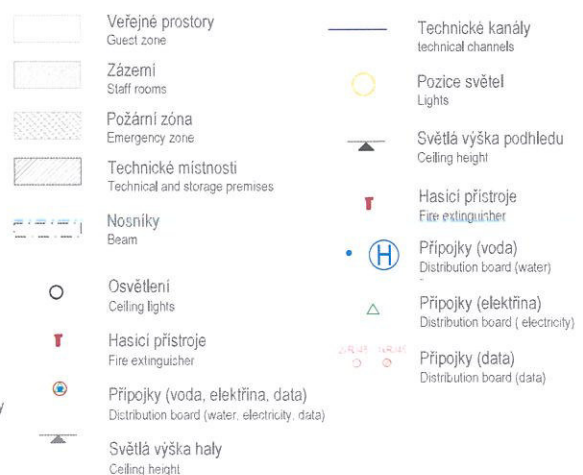 Veřejné prostory
Guest zone
Zázemí
Staff rooms
Požární zóna
Emergency zone
Technické místnosti
Technical and storage premises
Nosníky
Beam
Osvětlení
Ceiling lights
Hasicí přístroje
Fire extinguisher
Přípojky (voda, elektřina, data)
Distribution board (water, electricity, data)
Světlá výška haly
Ceiling height
y
Technické kanály
technical channels
Pozice světel
Lights
Světlá výška podhledu
Ceiling height
Hasicí přístroje
Fire extinguisher
H
Přípojky (voda)
Distribution board (water)
Přípojky (elektřina)
Distribution board ( electricity)
Přípojky (data)
Distribution board (data)